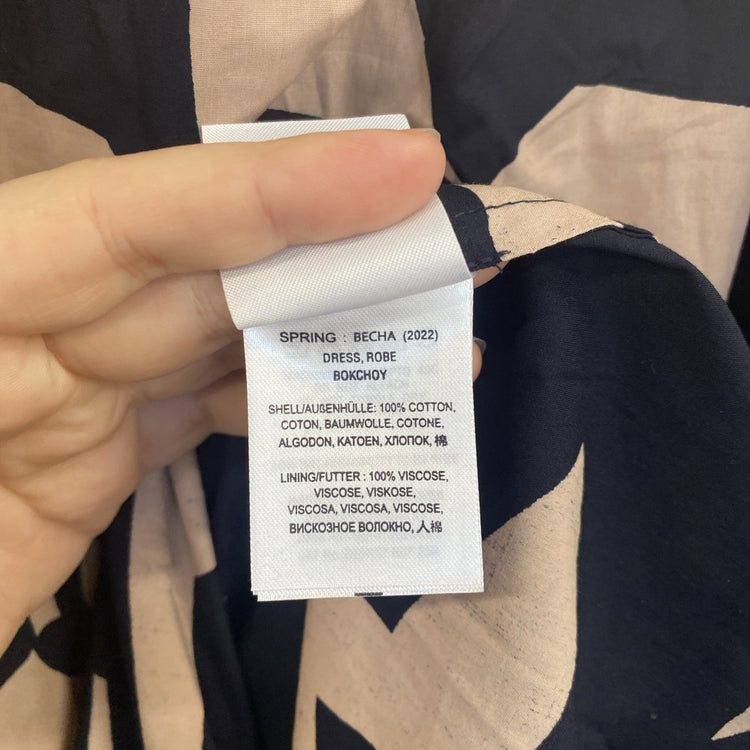 SPRING : ВЕСНА (2022)
DRESS, ROBE
BOKCHOY
SHELL/AUßENHÜLLE: 100% COTTON,
COTON, BAUMWOLLE, COTONE,
ALGODON, KATOEN, ХЛОПОК, 棉
LINING/FUTTER : 100% VISCOSE,
VISCOSE, VISKOSE,
VISCOSA, VISCOSA, VISCOSE,
ВИСКОЗНОЕ ВОЛОКНО, 人棉